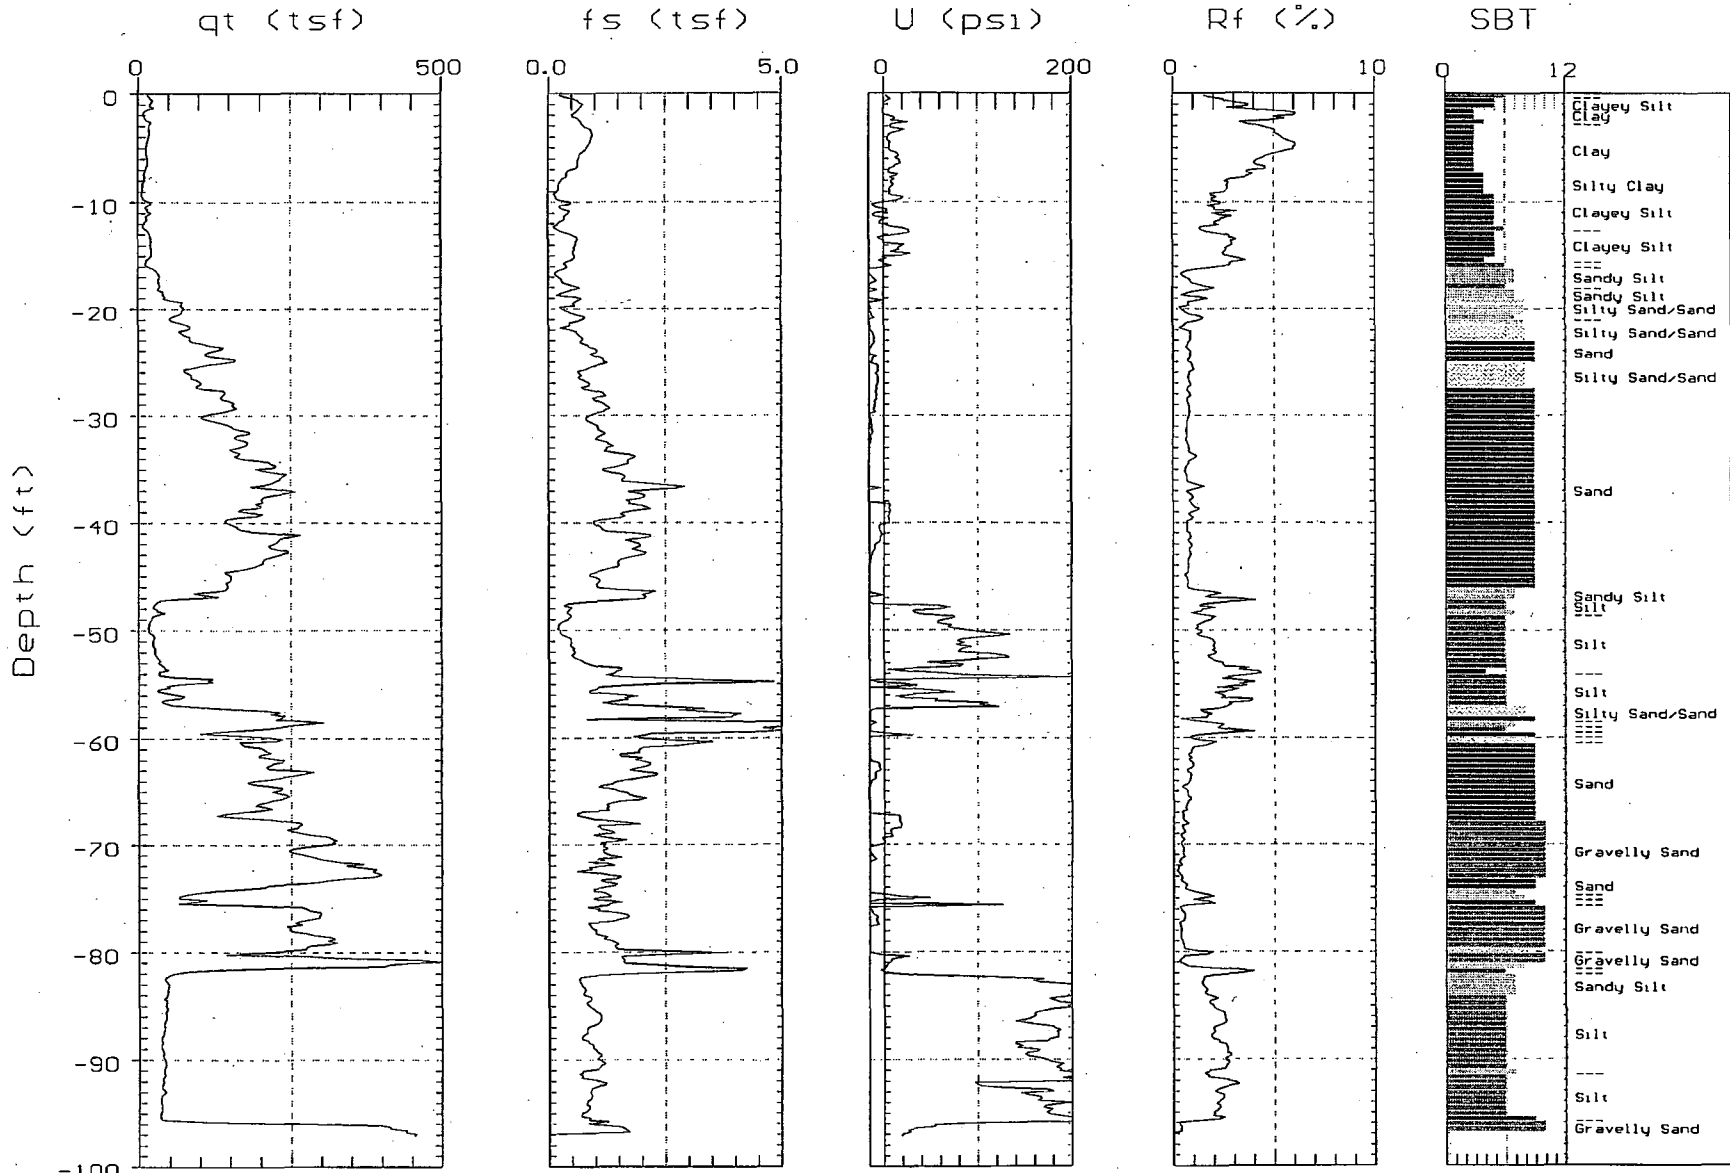 qt (tsf) fs (tsf) U (psi) Rf (%) SBT
0 500 0.0 5.0 0 200 0 10 0 12
Depth (ft)
0
-10
-20
-30
-40
-50
-60
-70
-80
-90
-100
---
Clayey Silt
Clay
---
Clay
Silty Clay
Clayey Silt
---
Clayey Silt
---
---
Sandy Silt
---
Sandy Silt
Silty Sand/Sand
---
Silty Sand/Sand
Sand
Silty Sand/Sand
Sand
Sandy Silt
Silt
---
Silt
---
Silt
Silty Sand/Sand
---
---
---
---
Sand
Gravelly Sand
Sand
---
---
---
Gravelly Sand
---
Gravelly Sand
---
---
Sandy Silt
Silt
---
Silt
---
Gravelly Sand